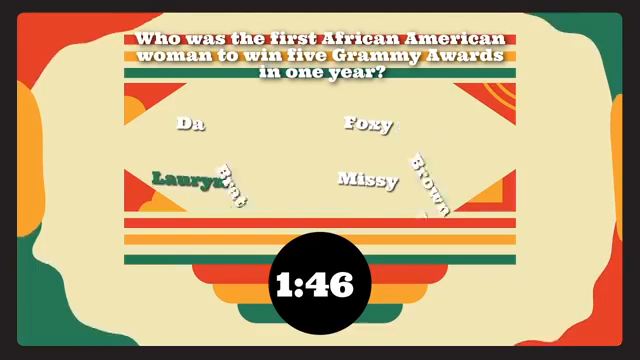 Who was the first African American
woman to win five Grammy Awards
in one year?
Da
Brat
Foxy
Brown
Lauryn
Missy
1:46